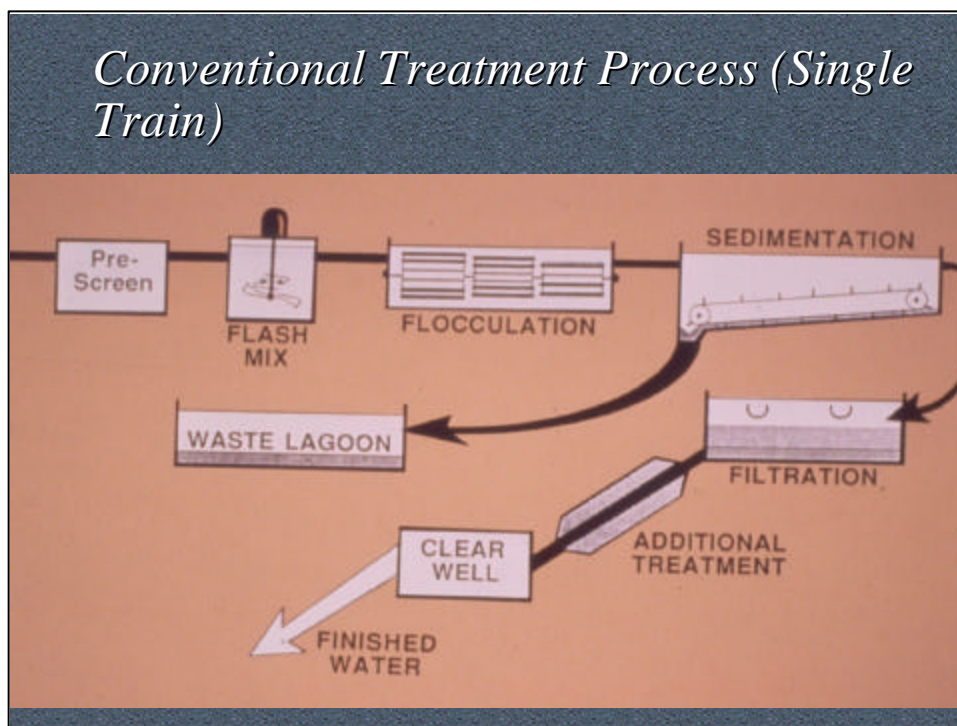 Conventional Treatment Process (Single
Train)
Pre-
Screen
FLASH
MIX
FLOCCULATION
SEDIMENTATION
WASTE LAGOON
FILTRATION
ADDITIONAL
TREATMENT
CLEAR
WELL
FINISHED
WATER